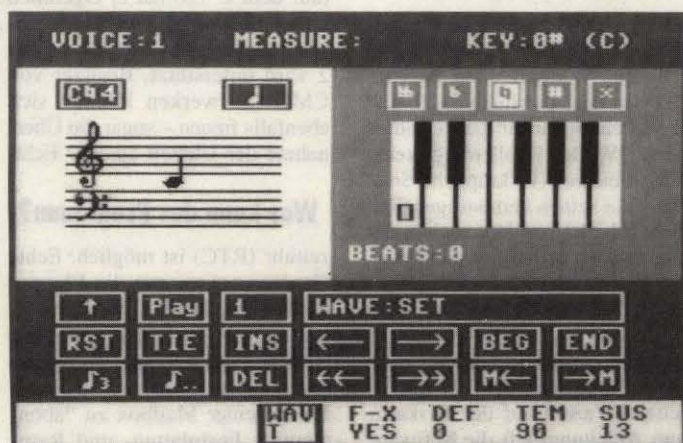 VOICE:1 MEASURE: KEY:0# (C)
C♮4
BEATS:0
↑ Play 1 WAVE:SET
RST TIE INS ← → BEG END
♪3 ♪.. DEL ←← →→ M← →M
WAV F-X DEF TEM SUS
T YES 0 90 13